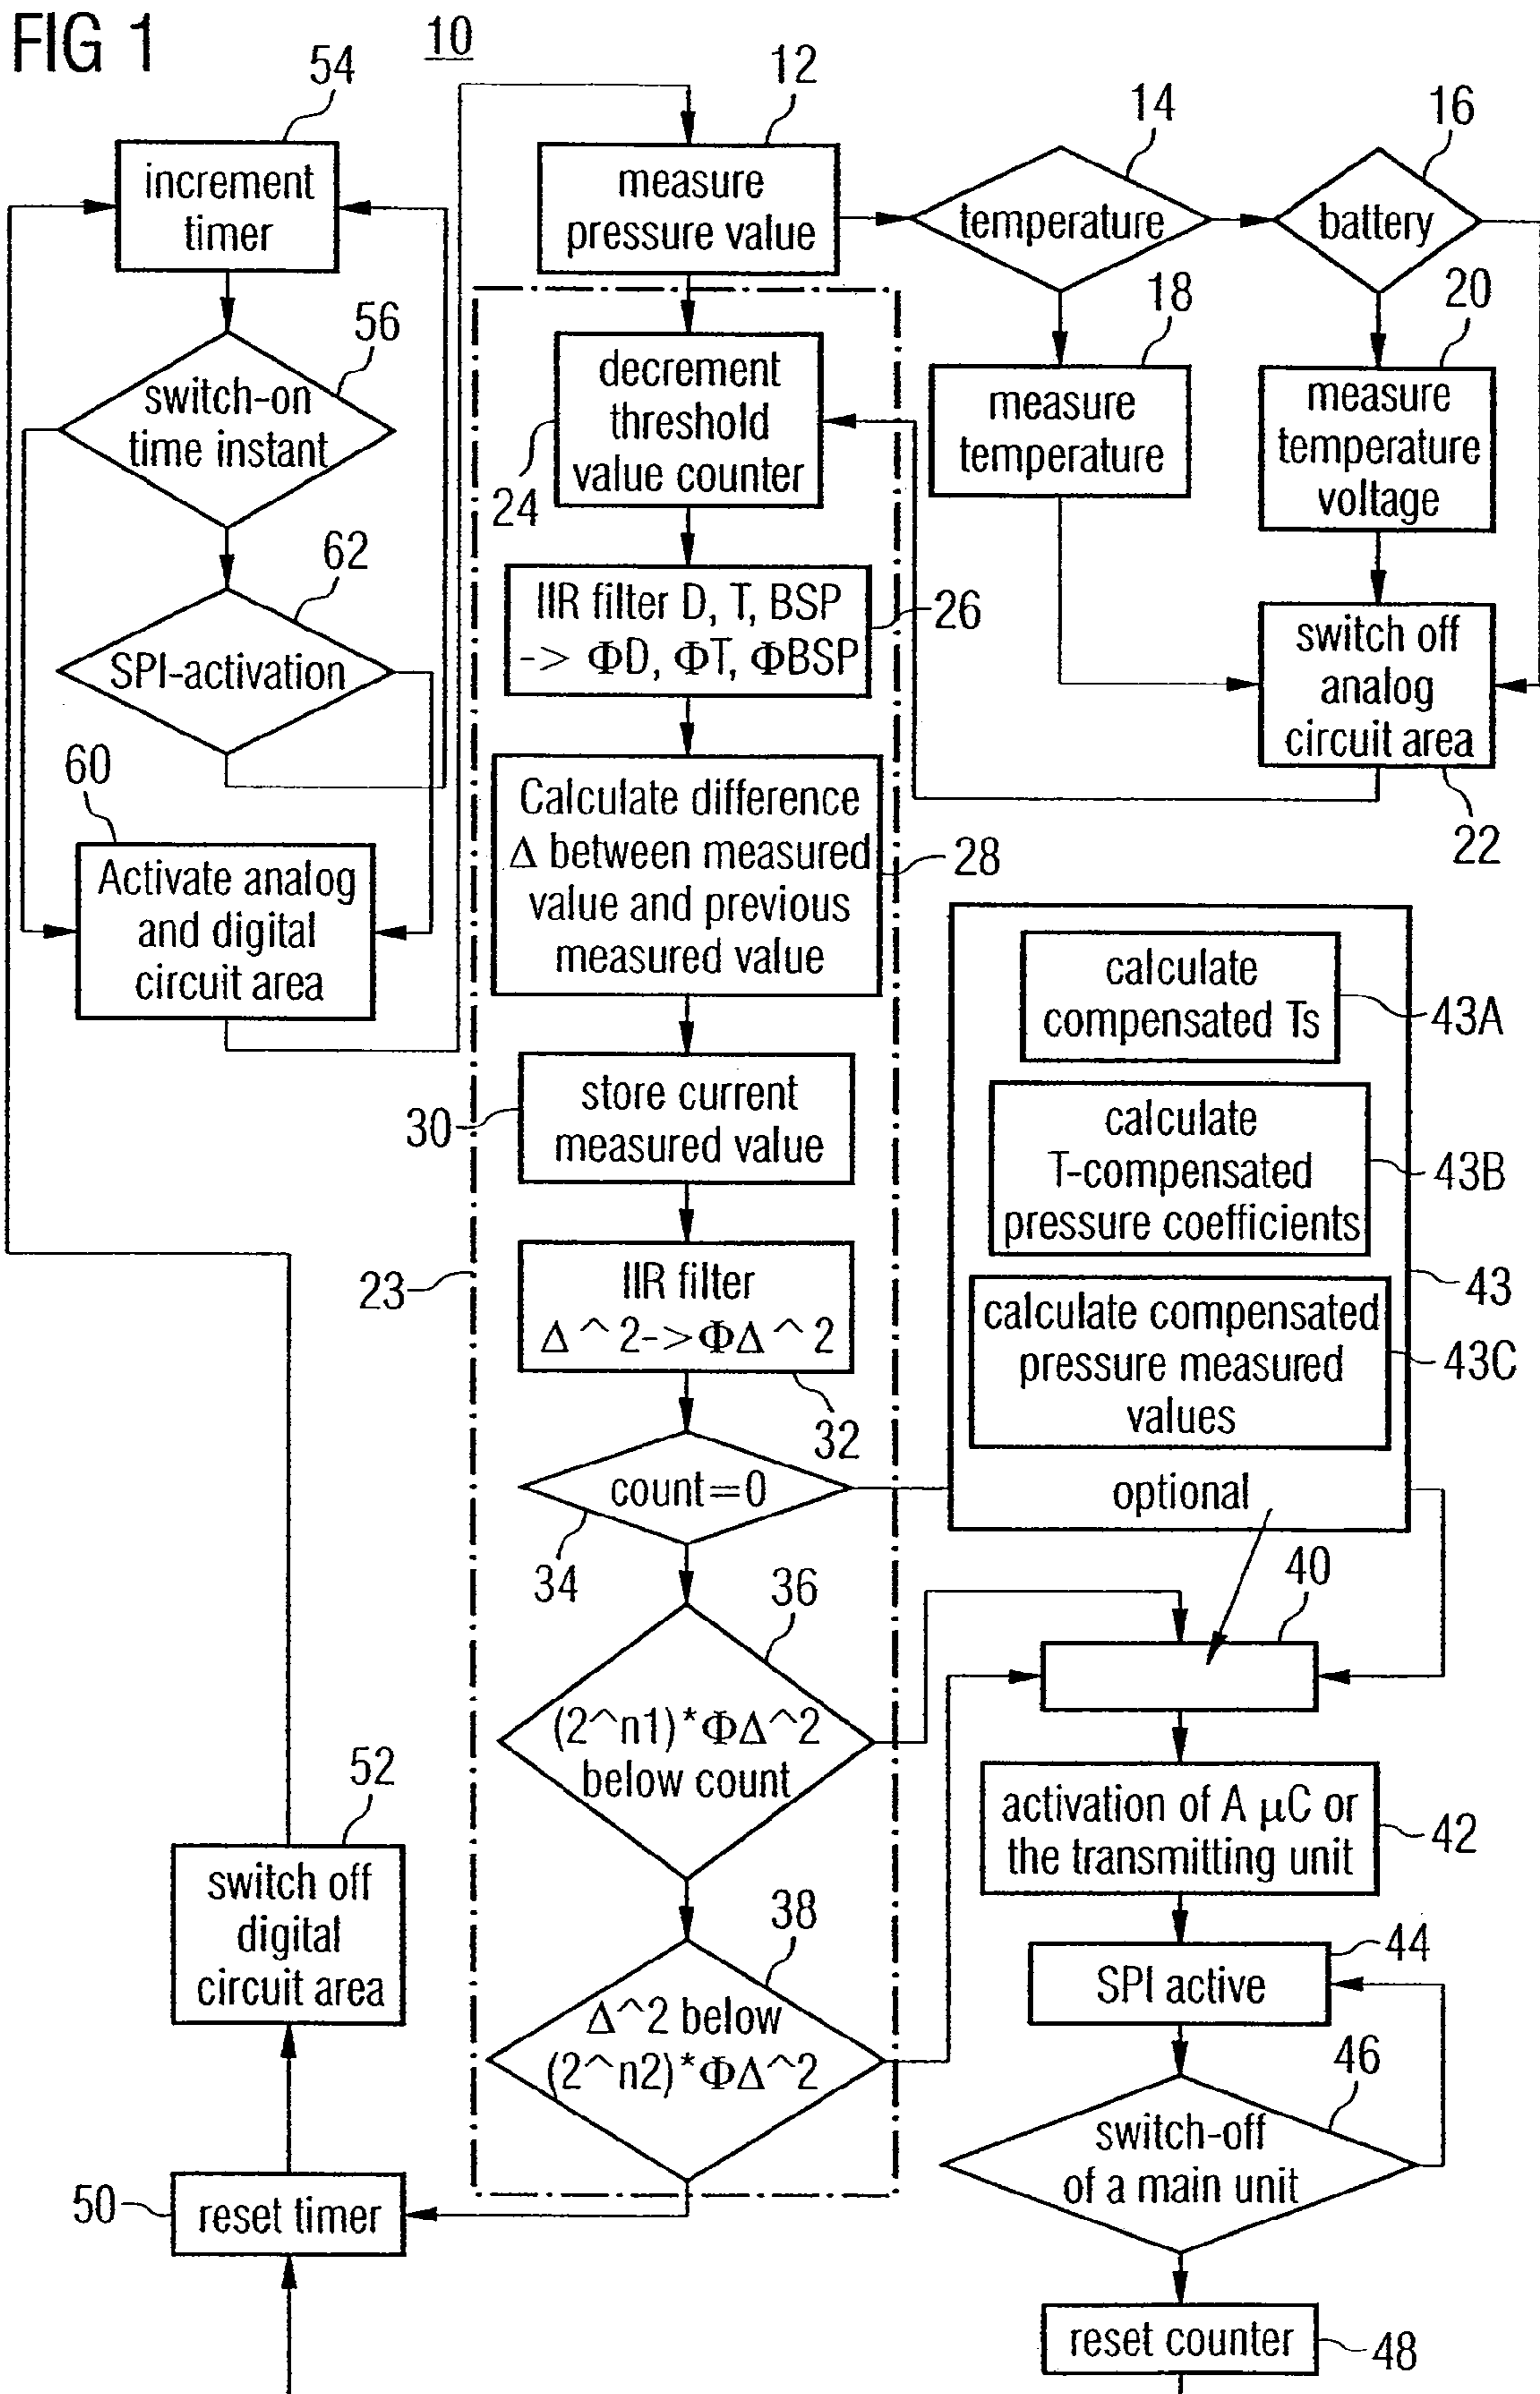 FIG 1
10
54
increment
timer
56
switch-on
time instant
62
SPI-activation
60
Activate analog
and digital
circuit area
12
measure
pressure value
14
temperature
16
battery
18
measure
temperature
20
measure
temperature
voltage
switch off
analog
circuit area
22
decrement
threshold
value counter
24
IIR filter D, T, BSP
-> ΦD, ΦT, ΦBSP
26
Calculate difference
Δ between measured
value and previous
measured value
28
store current
measured value
30
23
IIR filter
Δ^2->ΦΔ^2
32
count=0
34
36
(2^n1)*ΦΔ^2
below count
38
Δ^2 below
(2^n2)*ΦΔ^2
calculate
compensated Ts
43A
calculate
T-compensated
pressure coefficients
43B
43
calculate compensated
pressure measured
values
43C
optional
40
activation of A µC or
the transmitting unit
42
SPI active
44
46
switch-off
of a main unit
reset counter
48
52
switch off
digital
circuit area
50
reset timer